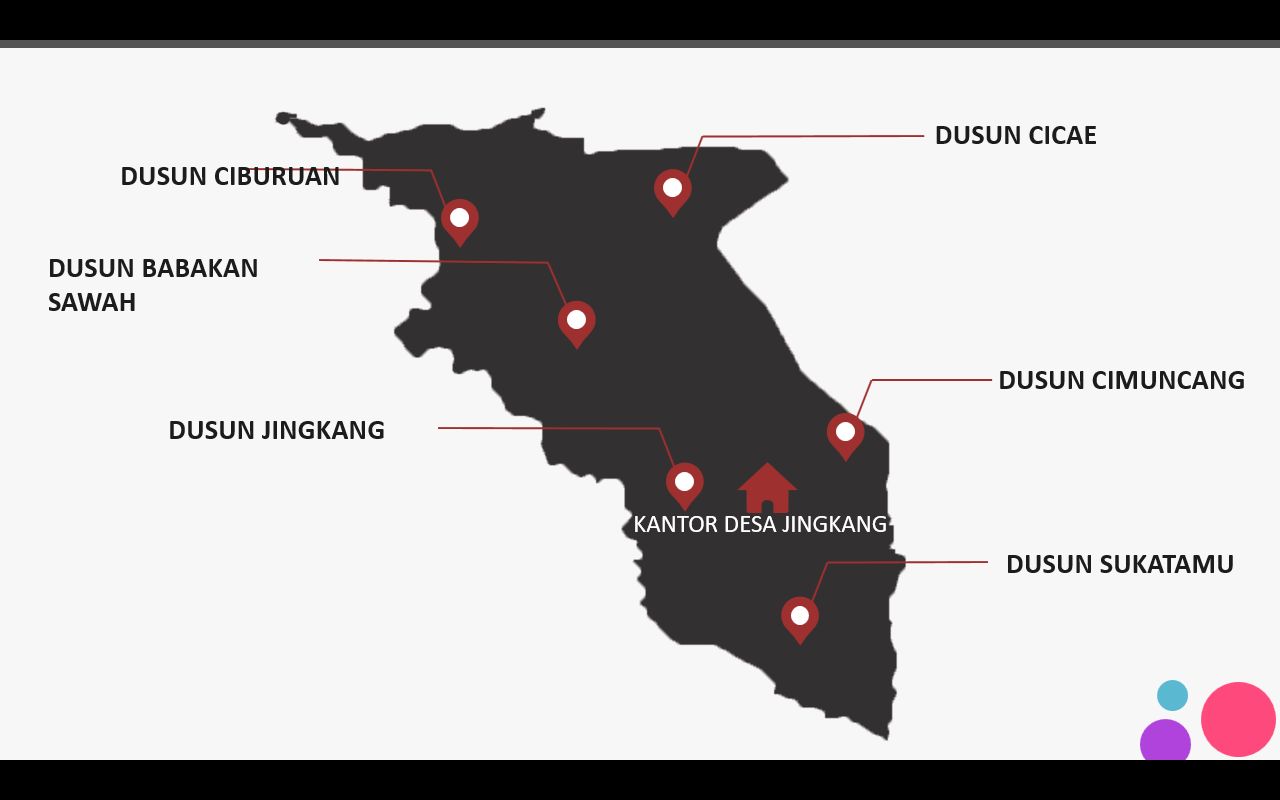 DUSUN CICAE
DUSUN CIBURUAN
DUSUN BABAKAN
SAWAH
DUSUN CIMUNCANG
DUSUN JINGKANG
KANTOR DESA JINGKANG
DUSUN SUKATAMU